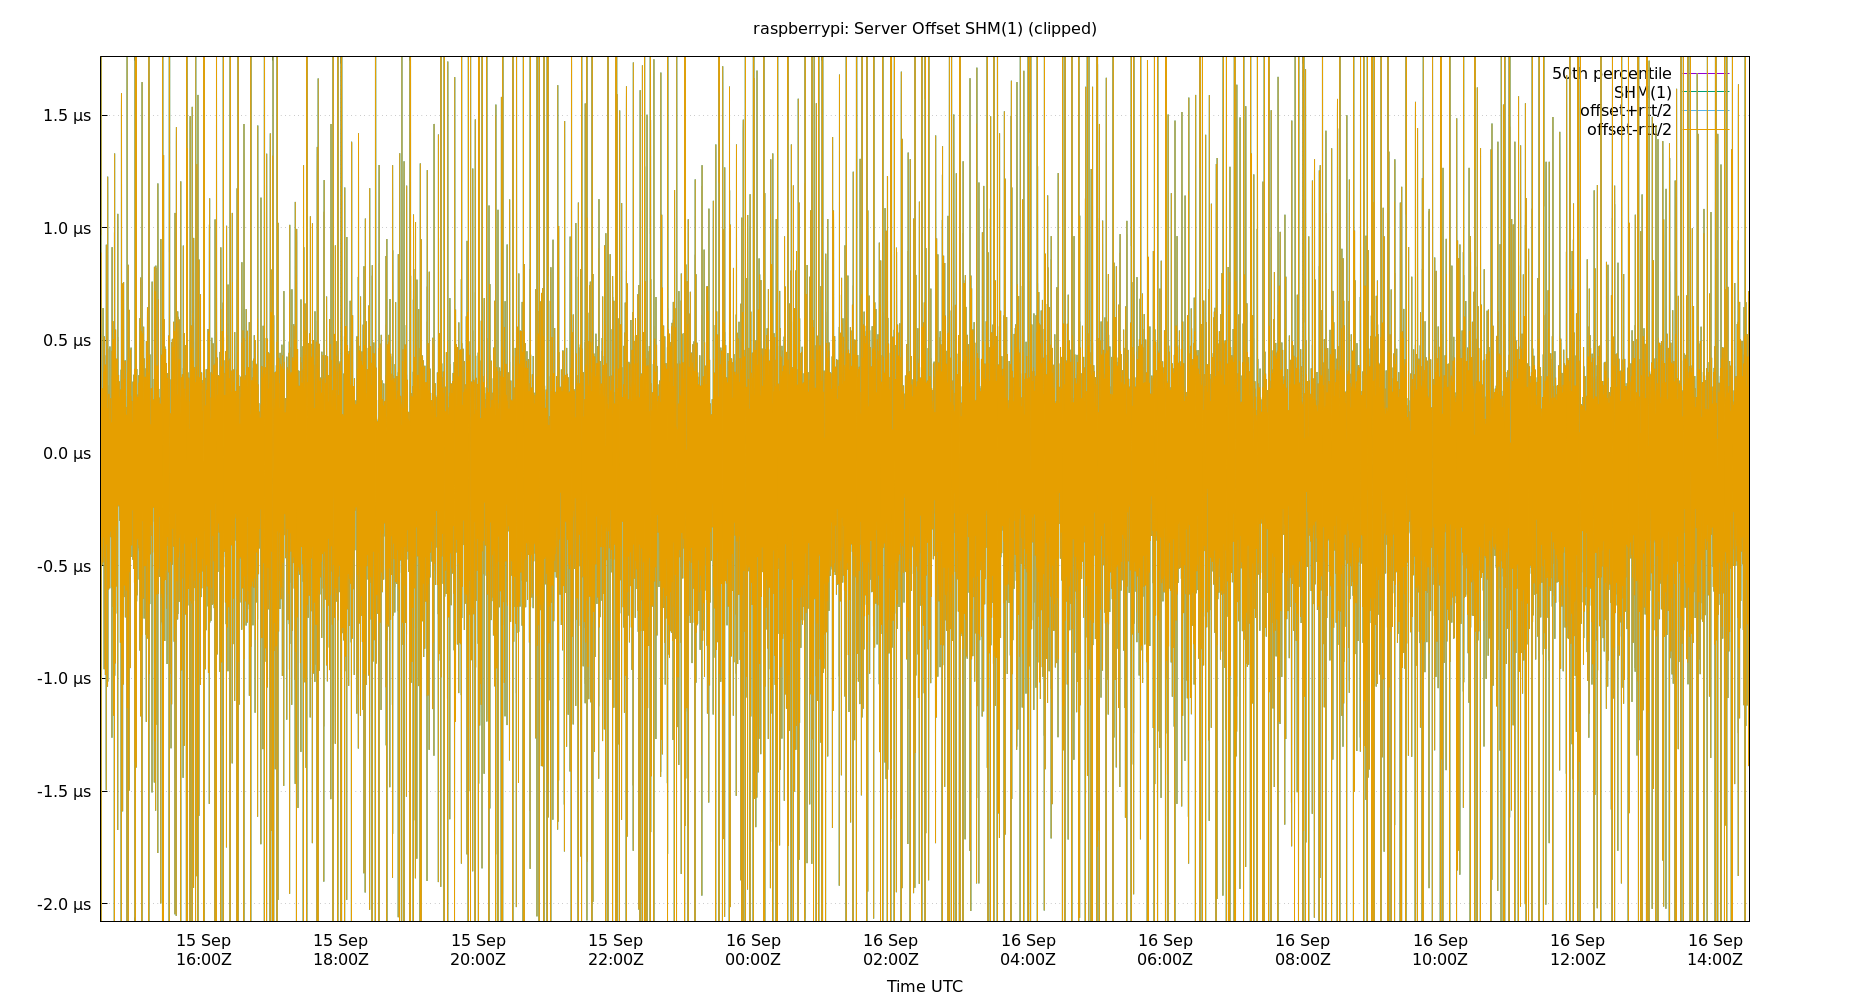 raspberrypi: Server Offset SHM(1) (clipped)
50th percentile
SHM(1)
offset+rtt/2
offset-rtt/2
1.5 µs
1.0 µs
0.5 µs
0.0 µs
-0.5 µs
-1.0 µs
-1.5 µs
-2.0 µs
15 Sep 15 Sep 15 Sep 15 Sep 16 Sep 16 Sep 16 Sep 16 Sep 16 Sep 16 Sep 16 Sep 16 Sep
16:00Z 18:00Z 20:00Z 22:00Z 00:00Z 02:00Z 04:00Z 06:00Z 08:00Z 10:00Z 12:00Z 14:00Z
Time UTC